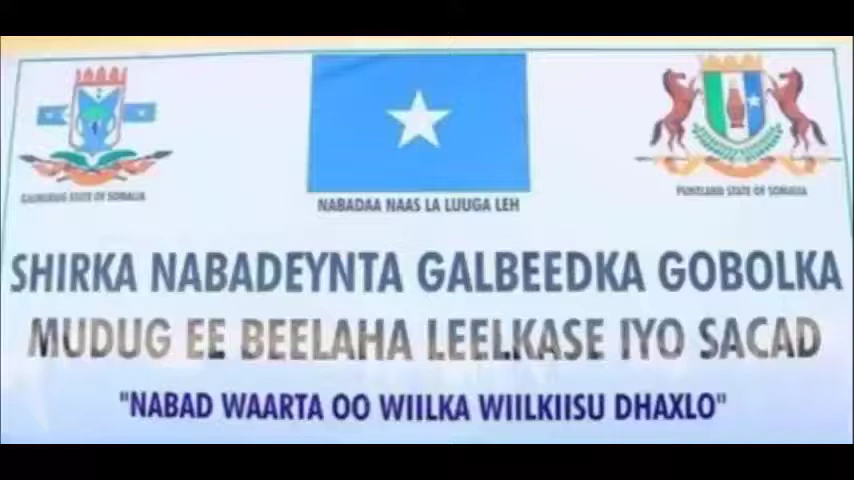 GALMUDUG STATE OF SOMALIA
NABADAA NAAS LA LUUGA LEH
PUNTLAND STATE OF SOMALIA
SHIRKA NABADEYNTA GALBEEDKA GOBOLKA
MUDUG EE BEELAHA LEELKASE IYO SACAD
"NABAD WAARTA OO WIILKA WIILKIISU DHAXLO"